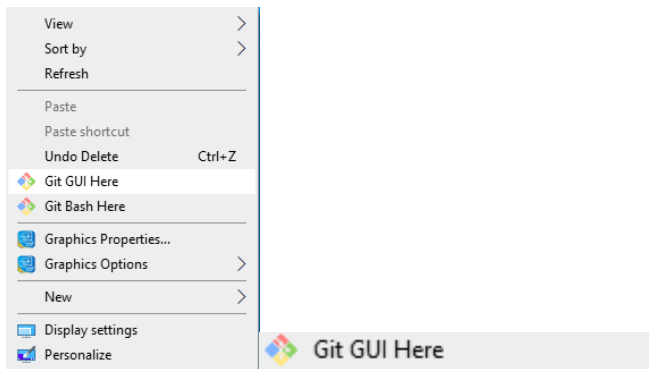 View
Sort by
Refresh
Paste
Paste shortcut
Undo Delete Ctrl+Z
Git GUI Here
Git Bash Here
Graphics Properties...
Graphics Options
New
Display settings
Personalize
Git GUI Here